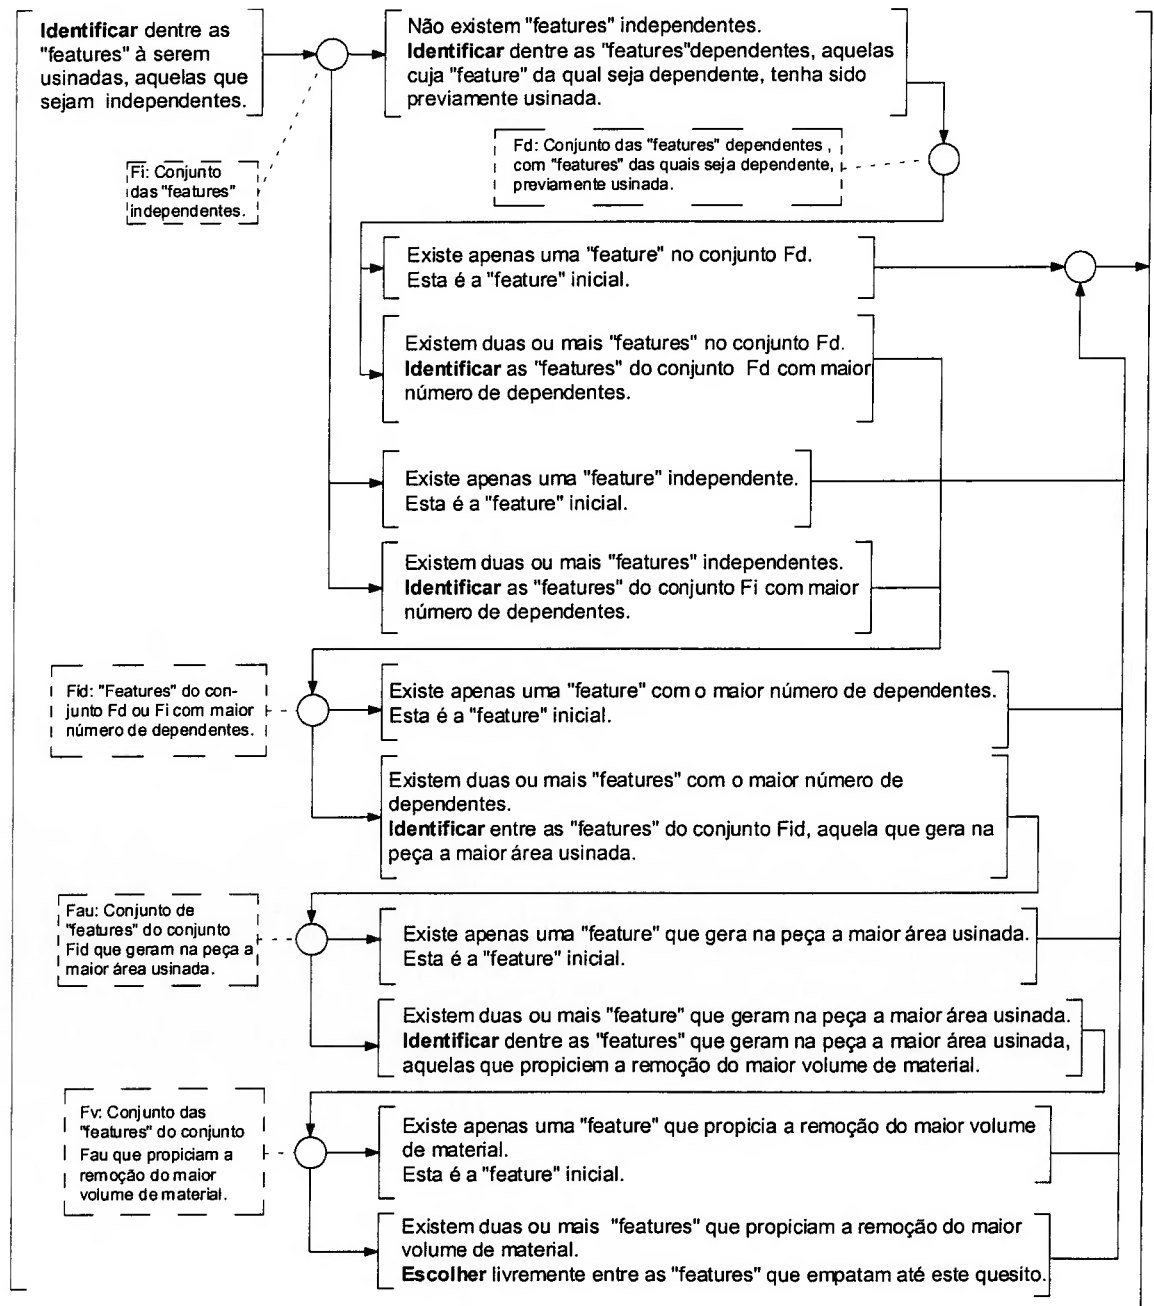 Identificar dentre as
"features" à serem
usinadas, aquelas que
sejam independentes.
Não existem "features" independentes.
Identificar dentre as "features"dependentes, aquelas
cuja "feature" da qual seja dependente, tenha sido
previamente usinada.
Fi: Conjunto
das "features"
independentes.
Fd: Conjunto das "features" dependentes ,
com "features" das quais seja dependente,
previamente usinada.
Existe apenas uma "feature" no conjunto Fd.
Esta é a "feature" inicial.
Existem duas ou mais "features" no conjunto Fd.
Identificar as "features" do conjunto Fd com maior
número de dependentes.
Existe apenas uma "feature" independente.
Esta é a "feature" inicial.
Existem duas ou mais "features" independentes.
Identificar as "features" do conjunto Fi com maior
número de dependentes.
Fid: "Features" do con-
junto Fd ou Fi com maior
número de dependentes.
Existe apenas uma "feature" com o maior número de dependentes.
Esta é a "feature" inicial.
Existem duas ou mais "features" com o maior número de
dependentes.
Identificar entre as "features" do conjunto Fid, aquela que gera na
peça a maior área usinada.
Fau: Conjunto de
"features" do conjunto
Fid que geram na peça a
maior área usinada.
Existe apenas uma "feature" que gera na peça a maior área usinada.
Esta é a "feature" inicial.
Existem duas ou mais "feature" que geram na peça a maior área usinada.
Identificar dentre as "features" que geram na peça a maior área usinada,
aquelas que propiciem a remoção do maior volume de material.
Fv: Conjunto das
"features" do conjunto
Fau que propiciam a
remoção do maior
volume de material.
Existe apenas uma "feature" que propicia a remoção do maior volume
de material.
Esta é a "feature" inicial.
Existem duas ou mais "features" que propiciam a remoção do maior
volume de material.
Escolher livremente entre as "features" que empatam até este quesito.